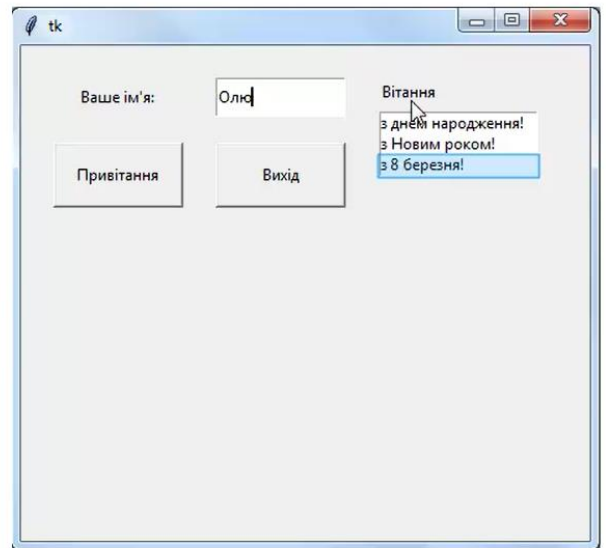 tk
Ваше ім'я:
Олю
Вітання
з днем народження!
з Новим роком!
з 8 березня!
Привітання
Вихід